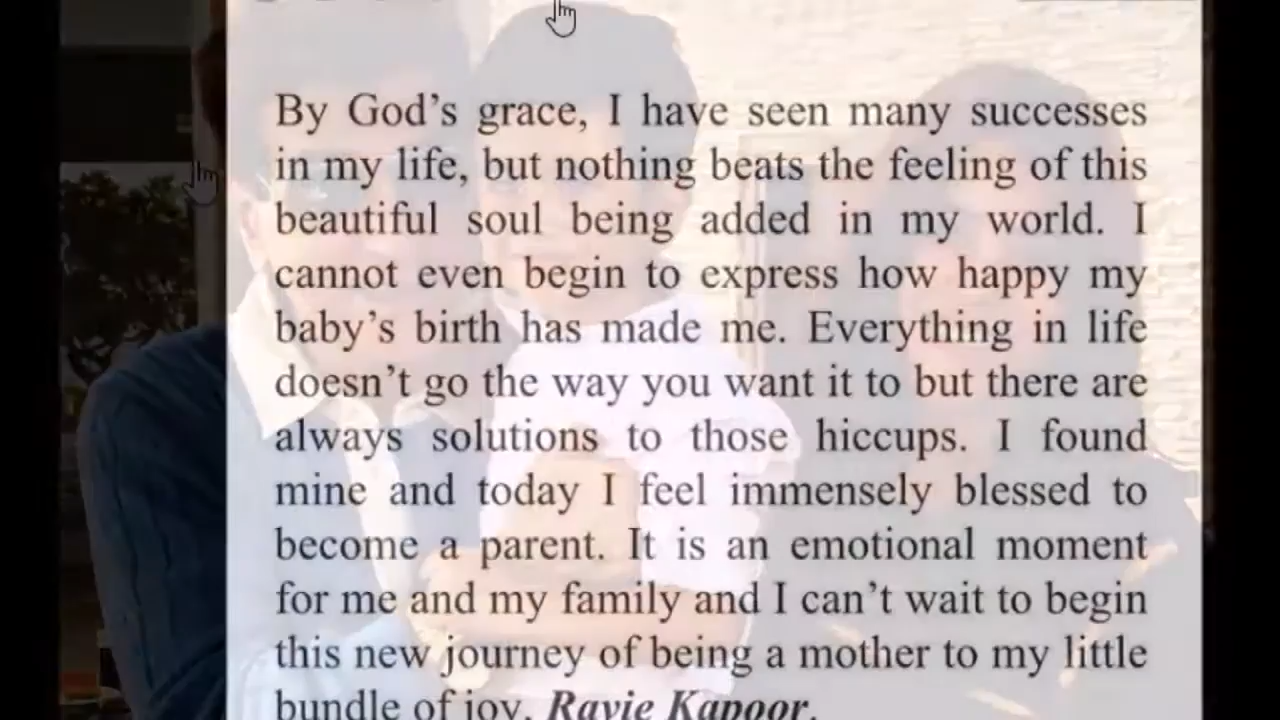 By God’s grace, I have seen many successes
in my life, but nothing beats the feeling of this
beautiful soul being added in my world. I
cannot even begin to express how happy my
baby’s birth has made me. Everything in life
doesn’t go the way you want it to but there are
always solutions to those hiccups. I found
mine and today I feel immensely blessed to
become a parent. It is an emotional moment
for me and my family and I can’t wait to begin
this new journey of being a mother to my little
bundle of joy, Ravie Kapoor.